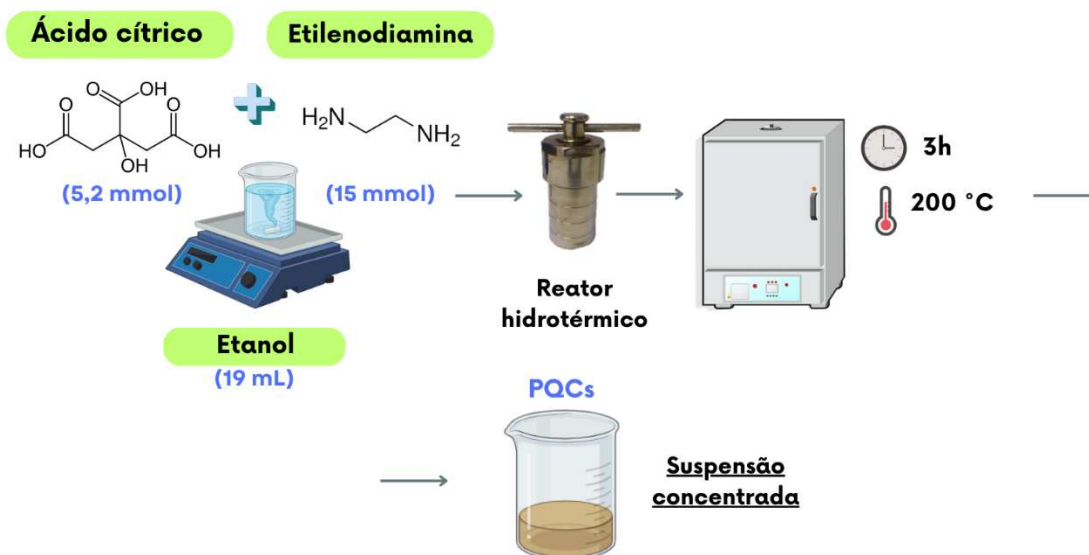 Ácido cítrico
Etilenodiamina
O
OH
O
O
HO
OH
OH
H₂N
NH₂
(5,2 mmol)
(15 mmol)
3h
200 °C
Reator
hidrotérmico
Etanol
(19 mL)
PQCs
Suspensão
concentrada